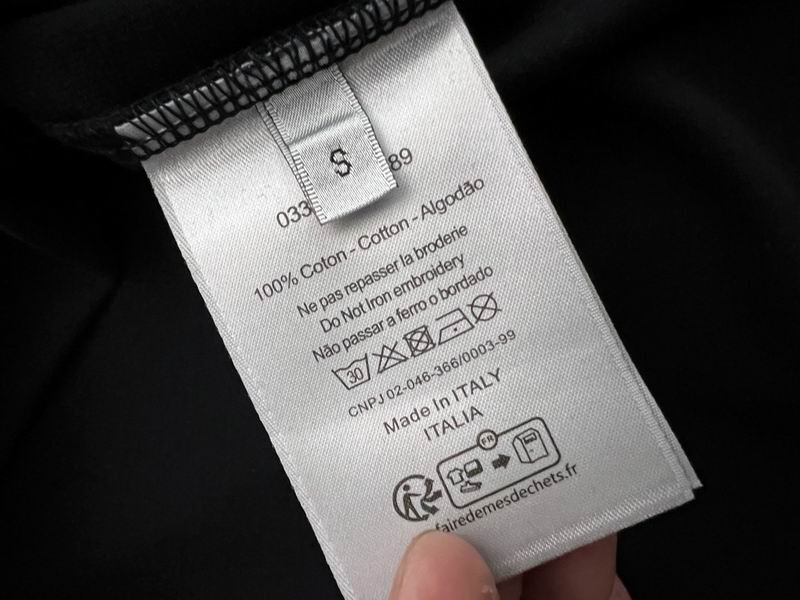 S
033 89
100% Coton - Cotton - Algodão
Ne pas repasser la broderie
Do Not Iron embroidery
Não passar a ferro o bordado
30
CNPJ 02-046-366/0003-99
Made In ITALY
ITALIA
FR
fairedemesdechets.fr